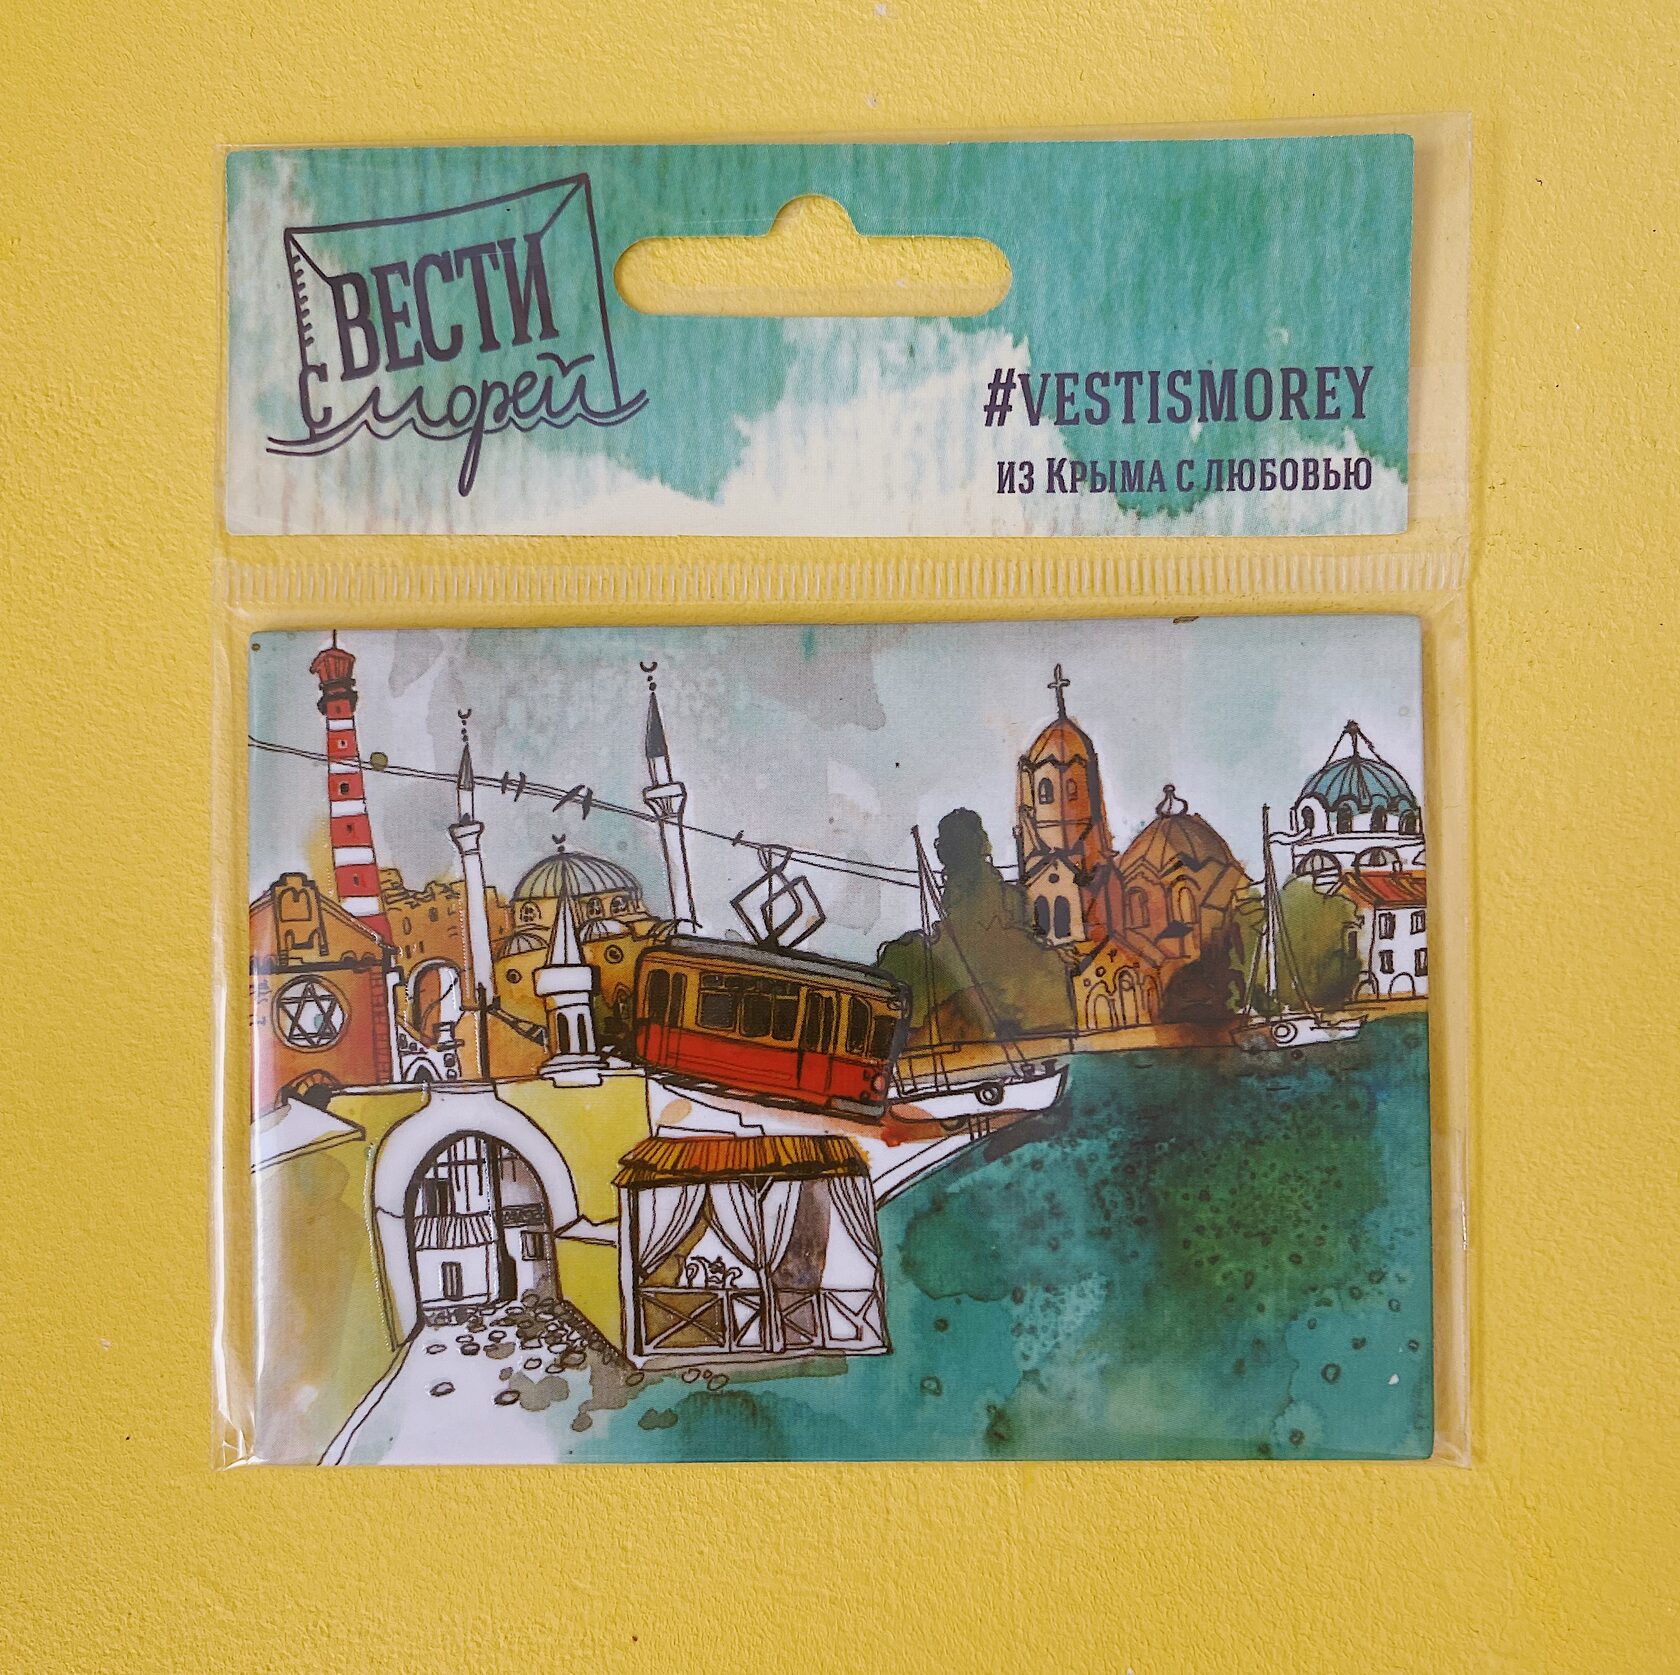 ВЕСТИ
с морей
#VESTISMOREY
из Крыма с любовью